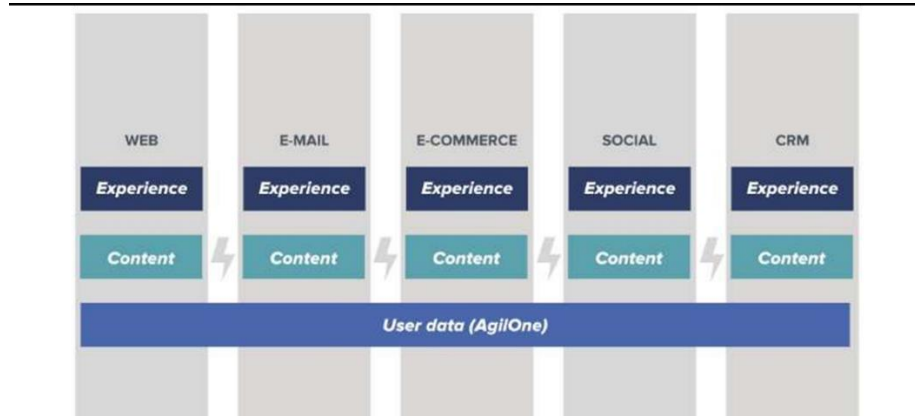 WEB E-MAIL E-COMMERCE SOCIAL CRM
Experience Experience Experience Experience Experience
Content Content Content Content Content
User data (AgilOne)